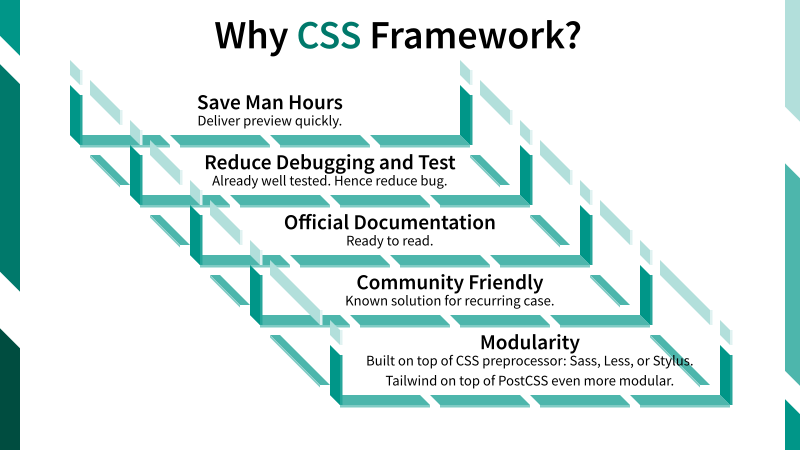 Why CSS Framework?
Save Man Hours
Deliver preview quickly.
Reduce Debugging and Test
Already well tested. Hence reduce bug.
Official Documentation
Ready to read.
Community Friendly
Known solution for recurring case.
Modularity
Built on top of CSS preprocessor: Sass, Less, or Stylus.
Tailwind on top of PostCSS even more modular.